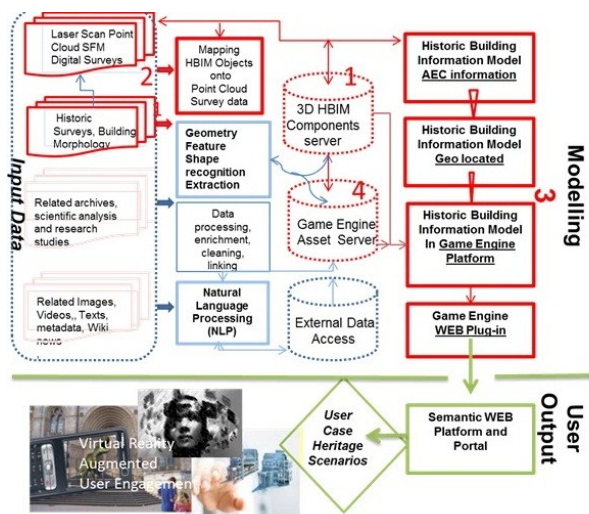 Laser Scan Point
Cloud SFM
Digital Surveys
2
Mapping
HBIM Objects
onto
Point Cloud
Survey data
1
3D HBIM
Components
server
Historic Building
Information Model
AEC information
Historic
Surveys, Building
Morphology
Geometry
Feature
Shape
recognition
Extraction
Historic Building
Information Model
Geo located
Input Data
Related archives,
scientific analysis
and research
studies
Data
processing,
enrichment,
cleaning,
linking
4
Game Engine
Asset Server
Historic Building
Information Model
In Game Engine
Platform
3
Modelling
Related Images,
Videos,, Texts,
metadata, Wiki
news
Natural
Language
Processing
(NLP)
External Data
Access
Game Engine
WEB Plug-in
Virtual Reality
Augmented
User Engagement
User
Case
Heritage
Scenarios
Semantic WEB
Platform and
Portal
User
Output